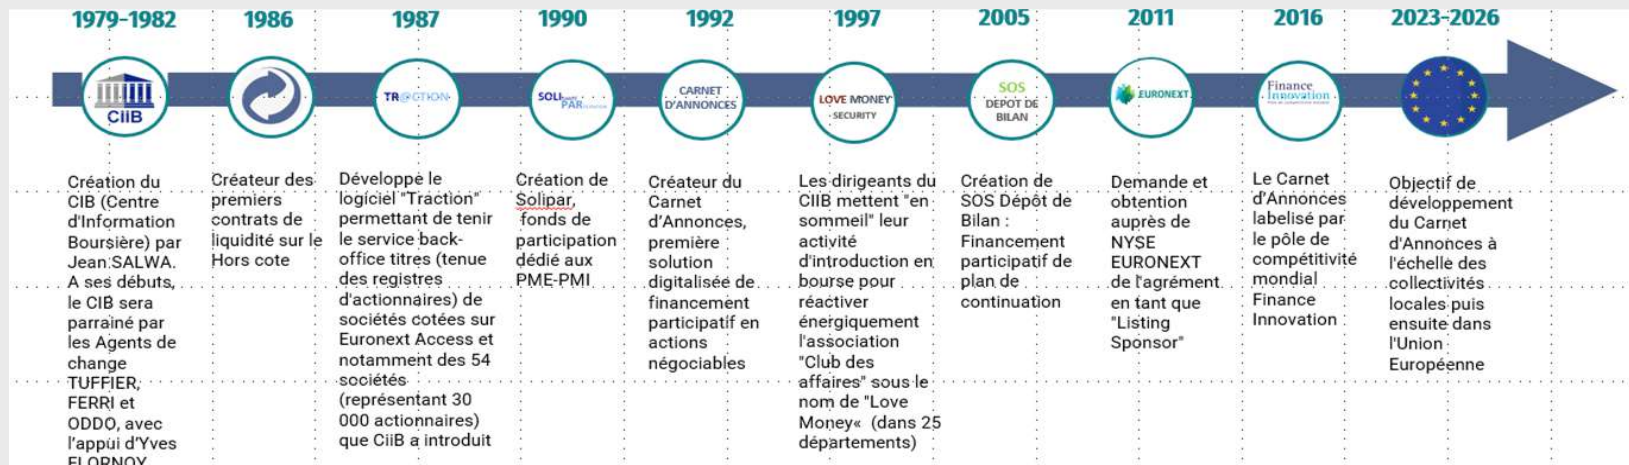 1979-1982
1986
1987
1990
1992
1997
2005
2011
2016
2023-2026
CiiB
TR@CTION
SOLI
PAR
CARNET
D'ANNONCES
LOVE MONEY
SECURITY
SOS
DEPOT DE
BILAN
EURONEXT
Finance
Innovation
Création du
CIB (Centre
d'Information
Boursière) par
Jean SALWA.
A ses débuts,
le CIB sera
parrainé par
les Agents de
change
TUFFIER,
FERRI et
ODDO, avec
l'appui d'Yves
FLORNOY
Créateur des
premiers
contrats de
liquidité sur le
Hors cote
Développe le
logiciel "Traction"
permettant de tenir
le service back-
office titres (tenue
des registres
d'actionnaires) de
sociétés cotées sur
Euronext Access et
notamment des 54
sociétés
(représentant 30
000 actionnaires)
que CiiB a introduit
Création de
Solipar,
fonds de
participation
dédié aux
PME-PMI
Créateur du
Carnet
d'Annonces,
première
solution
digitalisée de
financement
participatif en
actions
négociables
Les dirigeants du
CIIB mettent "en
sommeil" leur
activité
d'introduction en
bourse pour
réactiver
énergiquement
l'association
"Club des
affaires" sous le
nom de "Love
Money« (dans 25
départements)
Création de
SOS Dépôt de
Bilan :
Financement
participatif de
plan de
continuation
Demande et
obtention
auprès de
NYSE
EURONEXT
de l'agrément
en tant que
"Listing
Sponsor"
Le Carnet
d'Annonces
labelisé par
le pôle de
compétitivité
mondial
Finance
Innovation
Objectif de
développement
du Carnet
d'Annonces à
l'échelle des
collectivités
locales puis
ensuite dans
l'Union
Européenne